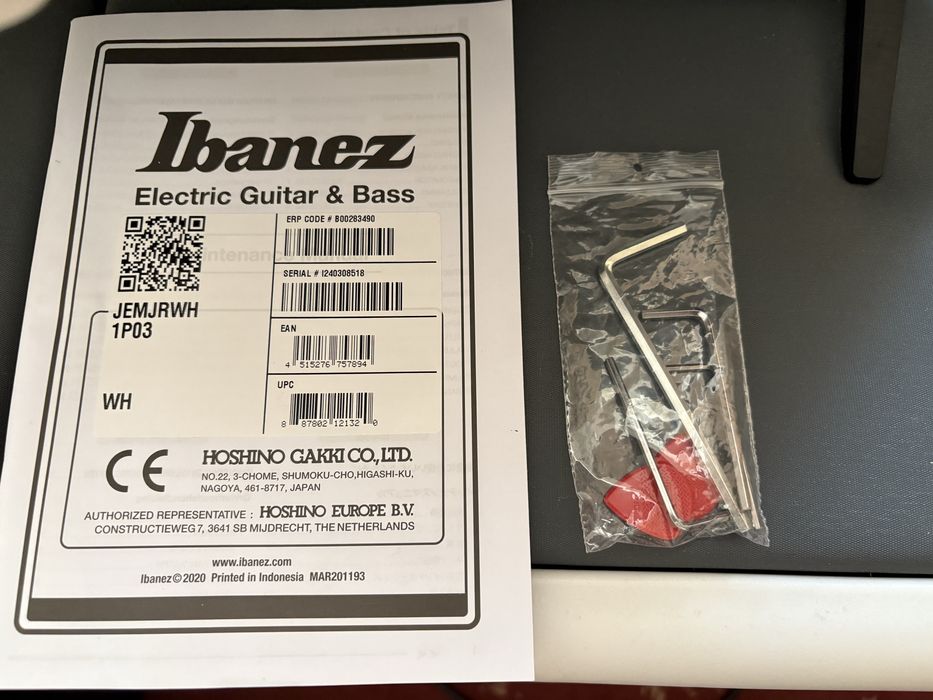 Ibanez
Electric Guitar & Bass
ERP CODE # B00283490
SERIAL # I240308518
JEMJRWH
1P03
EAN
4 515276 757894
UPC
WH
8 87802 12132 0
CE
HOSHINO GAKKI CO., LTD.
NO.22, 3-CHOME, SHUMOKU-CHO,HIGASHI-KU,
NAGOYA, 461-8717, JAPAN
AUTHORIZED REPRESENTATIVE : HOSHINO EUROPE B.V.
CONSTRUCTIEWEG 7, 3641 SB MIJDRECHT, THE NETHERLANDS
www.ibanez.com
Ibanez©2020 Printed in Indonesia MAR201193